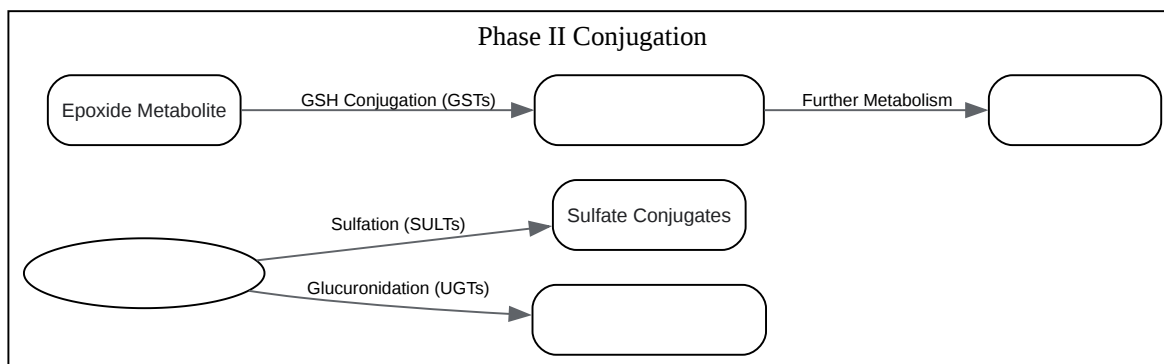 Phase II Conjugation
Epoxide Metabolite
GSH Conjugation (GSTs)
Further Metabolism
Sulfation (SULTs)
Sulfate Conjugates
Glucuronidation (UGTs)